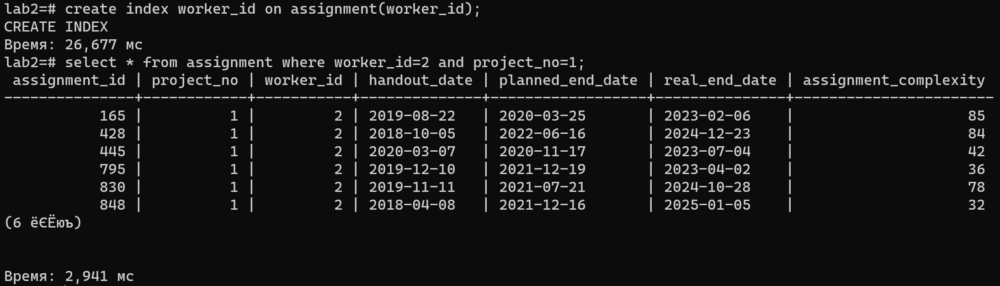 lab2=# create index worker_id on assignment(worker_id);
CREATE INDEX
Время: 26,677 мс
lab2=# select * from assignment where worker_id=2 and project_no=1;
 assignment_id | project_no | worker_id | handout_date | planned_end_date | real_end_date | assignment_complexity
---------------+------------+-----------+--------------+------------------+---------------+-----------------------
           165 |          1 |         2 | 2019-08-22   | 2020-03-25       | 2023-02-06    |                    85
           428 |          1 |         2 | 2018-10-05   | 2022-06-16       | 2024-12-23    |                    84
           445 |          1 |         2 | 2020-03-07   | 2020-11-17       | 2023-07-04    |                    42
           795 |          1 |         2 | 2019-12-10   | 2021-12-19       | 2023-04-02    |                    36
           830 |          1 |         2 | 2019-11-11   | 2021-07-21       | 2024-10-28    |                    78
           848 |          1 |         2 | 2018-04-08   | 2021-12-16       | 2025-01-05    |                    32
(6 ёЄЁюъ)
Время: 2,941 мс